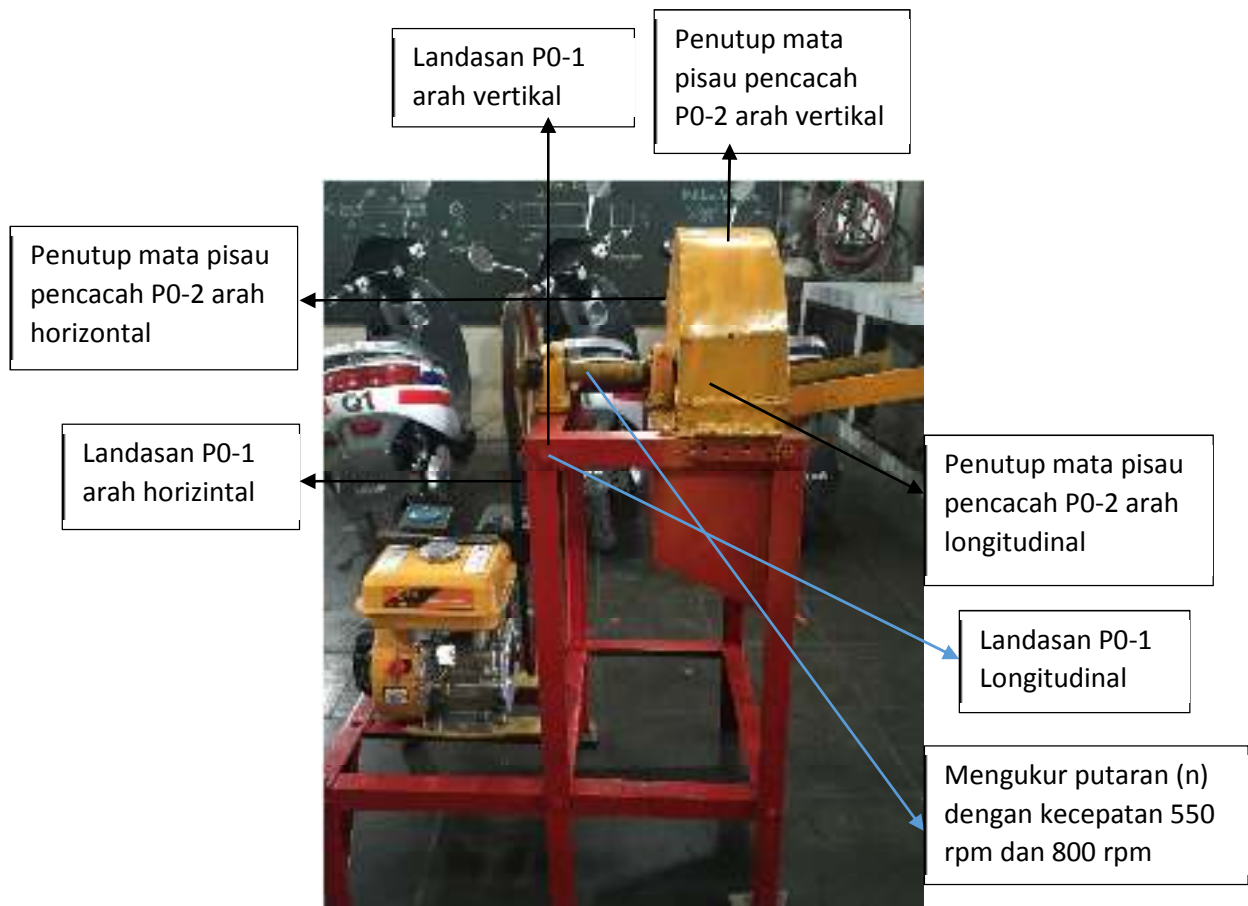 Landasan P0-1
arah vertikal
Penutup mata
pisau pencacah
P0-2 arah vertikal
Penutup mata pisau
pencacah P0-2 arah
horizontal
Landasan P0-1
arah horizintal
G1
Penutup mata pisau
pencacah P0-2 arah
longitudinal
Landasan P0-1
Longitudinal
Mengukur putaran (n)
dengan kecepatan 550
rpm dan 800 rpm